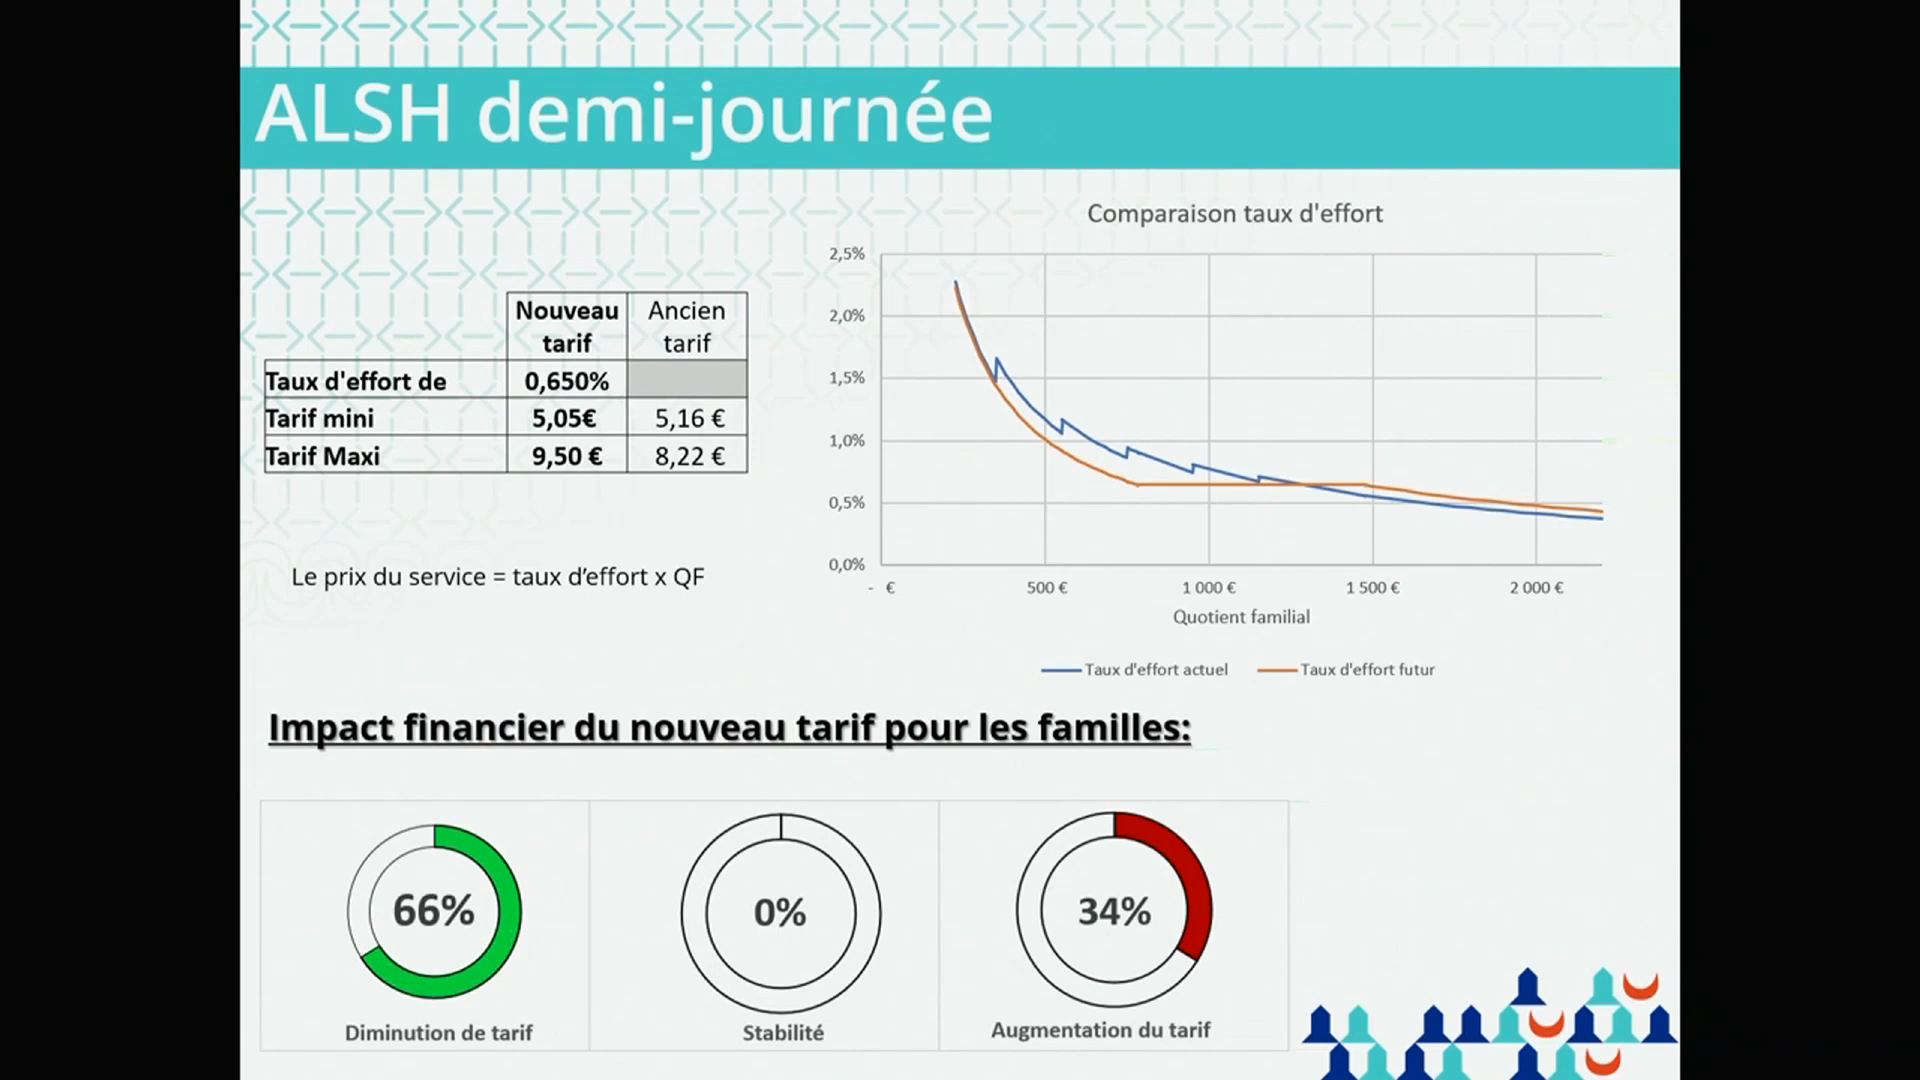 ALSH demi-journée
Nouveau tarif
Ancien tarif
Taux d'effort de 0,650%
Tarif mini 5,05€ 5,16 €
Tarif Maxi 9,50 € 8,22 €
Le prix du service = taux d’effort x QF
Comparaison taux d'effort
2,5%
2,0%
1,5%
1,0%
0,5%
0,0%
- € 500 € 1 000 € 1 500 € 2 000 €
Quotient familial
Taux d'effort actuel Taux d'effort futur
Impact financier du nouveau tarif pour les familles:
66% 0% 34%
Diminution de tarif Stabilité Augmentation du tarif